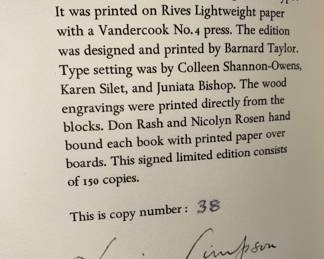 It was printed on Rives Lightweight paper
with a Vandercook No.4 press. The edition
was designed and printed by Barnard Taylor.
Type setting was by Colleen Shannon-Owens,
Karen Silet, and Juniata Bishop. The wood
engravings were printed directly from the
blocks. Don Rash and Nicolyn Rosen hand
bound each book with printed paper over
boards. This signed limited edition consists
of 150 copies.
This is copy number: 38
Simpson